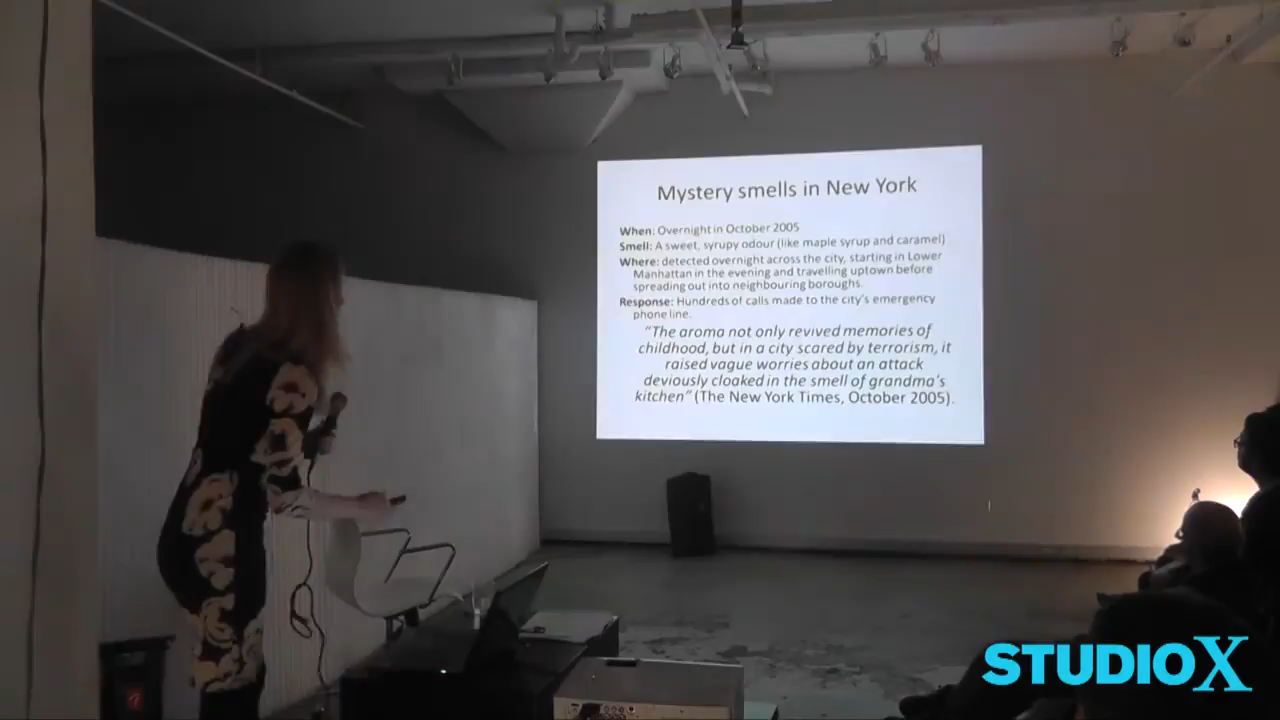 Mystery smells in New York
When: Overnight in October 2005
Smell: A sweet, syrupy odour (like maple syrup and caramel)
Where: detected overnight across the city, starting in Lower
Manhattan in the evening and travelling uptown before
spreading out into neighbouring boroughs.
Response: Hundreds of calls made to the city's emergency
phone line.
"The aroma not only revived memories of
childhood, but in a city scared by terrorism, it
raised vague worries about an attack
deviously cloaked in the smell of grandma's
kitchen" (The New York Times, October 2005).
STUDIOX